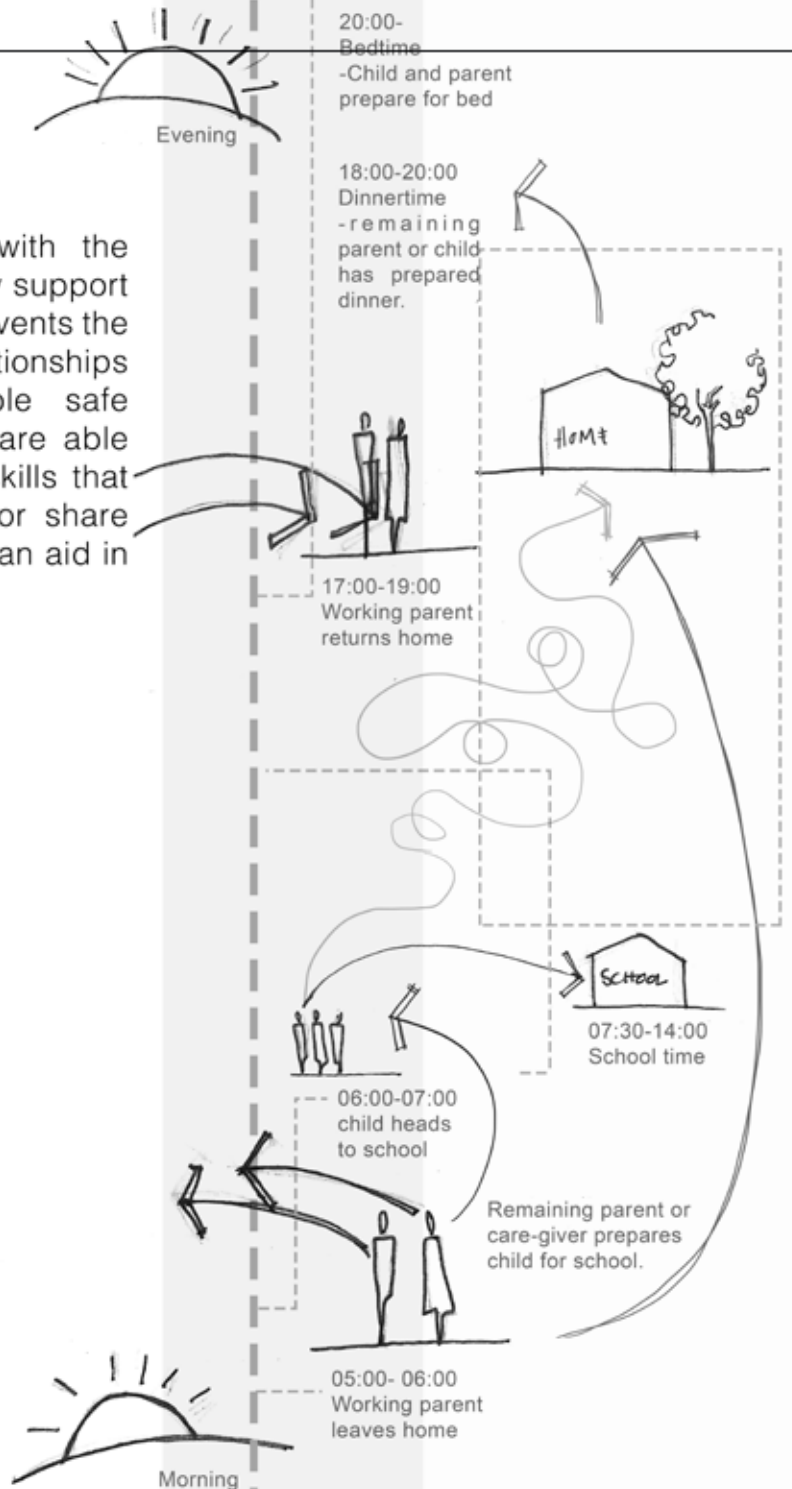 20:00-
Bedtime
-Child and parent
prepare for bed
Evening
18:00-20:00
Dinnertime
-remaining
parent or child
has prepared
dinner.
with the
support
vents the
tionships
ble safe
are able
kills that
or share
an aid in
HOME
17:00-19:00
Working parent
returns home
SCHOOL
07:30-14:00
School time
06:00-07:00
child heads
to school
Remaining parent or
care-giver prepares
child for school.
05:00- 06:00
Working parent
leaves home
Morning